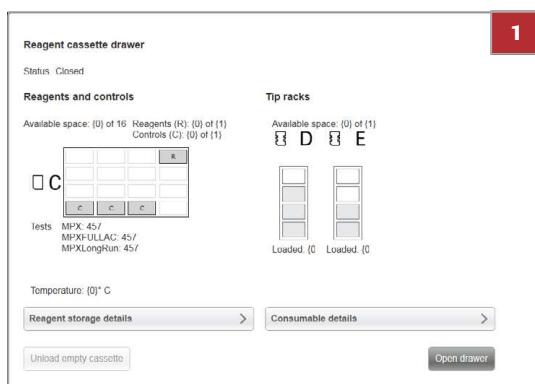 1
Reagent cassette drawer
Status Closed
Reagents and controls
Tip racks
Available space: {0} of 16 Reagents (R): {0} of {1}
Controls (C): {0} of {1}
Available space: {0} of {1}
D E
R
C
C C C
Tests MPX: 457
MPXFULLAC: 457
MPXLongRun: 457
Loaded: {0 Loaded: {0
Temperature: {0}° C
Reagent storage details
Consumable details
Unload empty cassette
Open drawer